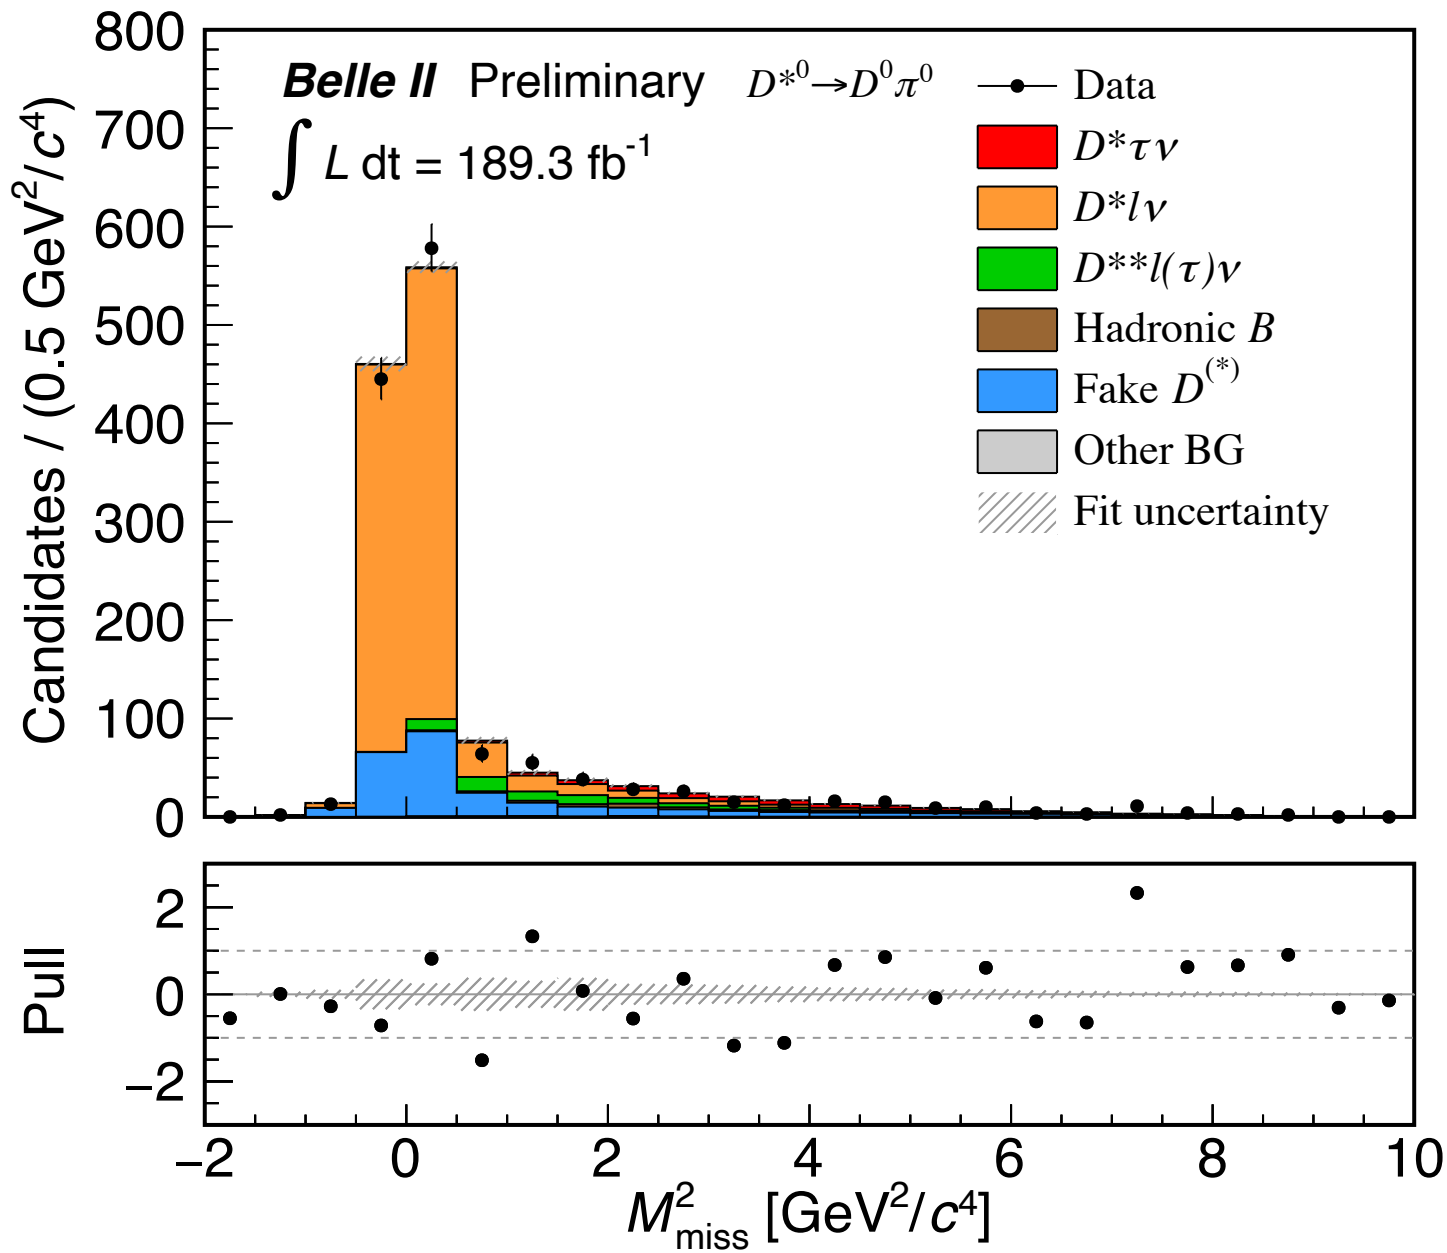 Belle II Preliminary D*⁰→D⁰π⁰
∫ L dt = 189.3 fb⁻¹
Data
D*τν
D*lν
D**l(τ)ν
Hadronic B
Fake D⁽*⁾
Other BG
Fit uncertainty
Candidates / (0.5 GeV²/c⁴)
800
700
600
500
400
300
200
100
0
Pull
2
0
−2
−2 0 2 4 6 8 10
M²miss [GeV²/c⁴]